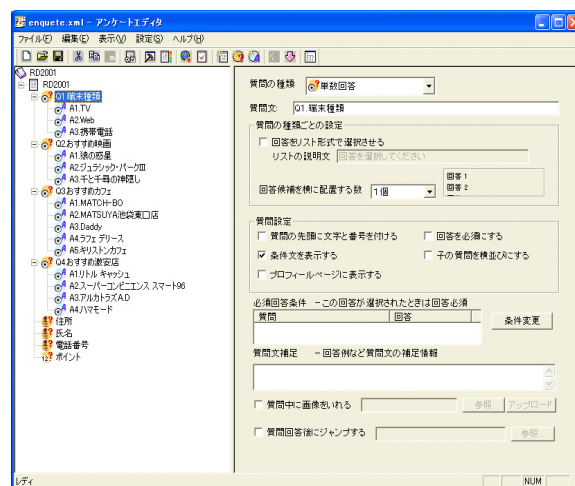 enquete.xml - アンケートエディタ
ファイル(F) 編集(E) 表示(V) 設定(S) ヘルプ(H)
RD2001
RD2001
Q1.端末種類
A1.TV
A2.Web
A3.携帯電話
Q2.おすすめ映画
A1.猿の惑星
A2.ジュラシック・パークIII
A3.千と千尋の神隠し
Q3.おすすめカフェ
A1.MATCH-BO
A2.MATSUYA池袋東口店
A3.Daddy
A4.ラフェ デリース
A5.キリストンカフェ
Q4.おすすめ激安店
A1.リトル キャッシュ
A2.スーパーコンビニエンス スマート96
A3.アルカトラズA.D
A4.ハマモード
住所
氏名
電話番号
ポイント
質問の種類 単数回答
質問文: Q1.端末種類
質問の種類ごとの設定
回答をリスト形式で選択させる
リストの説明文 回答を選択してください
回答候補を横に配置する数 1個
回答 1
回答 2
質問設定
質問の先頭に文字と番号を付ける 回答を必須にする
条件文を表示する 子の質問を横並びにする
プロフィールページに表示する
必須回答条件 －この回答が選択されたときは回答必須
質問 回答
条件変更
質問文補足 －回答例など質問文の補足情報
質問中に画像をいれる 参照 アップロード
質問回答後にジャンプする 参照...
レディ NUM